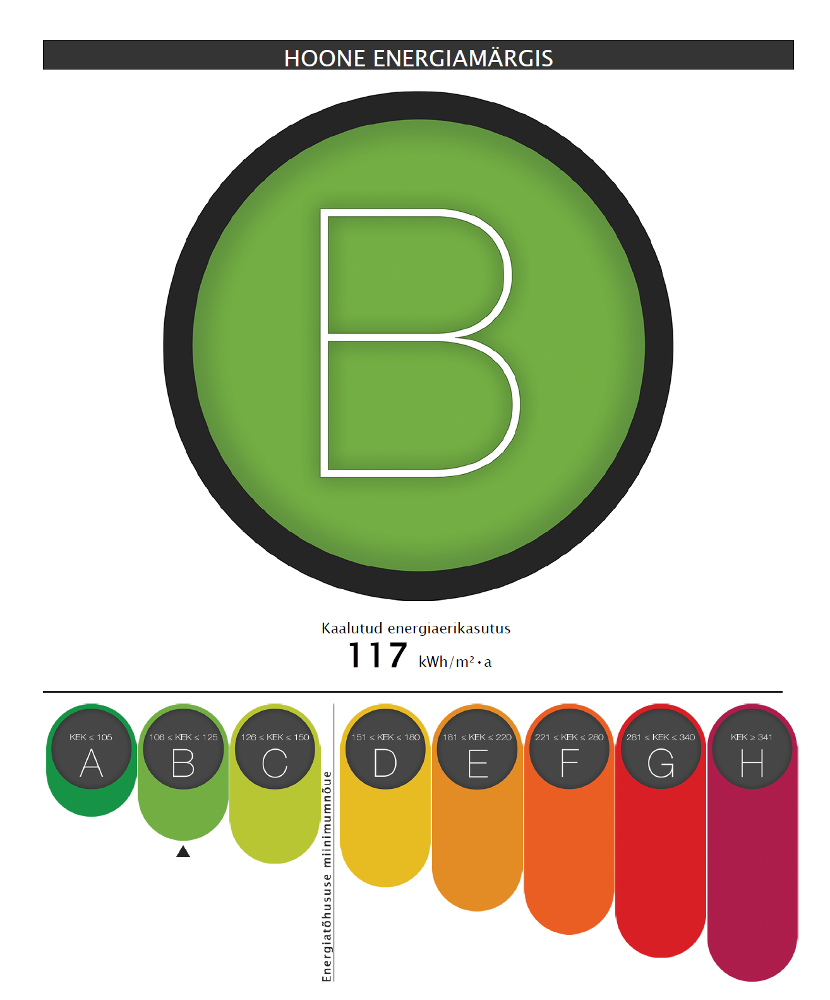 HOONE ENERGIAMÄRGIS
B
Kaalutud energiaerikasutus
117 kWh/m²·a
KEK ≤ 105
A
106 ≤ KEK ≤ 125
B
126 ≤ KEK ≤ 150
C
Energiatõhususe miinimumnõue
151 ≤ KEK ≤ 180
D
181 ≤ KEK ≤ 220
E
221 ≤ KEK ≤ 280
F
281 ≤ KEK ≤ 340
G
KEK ≥ 341
H